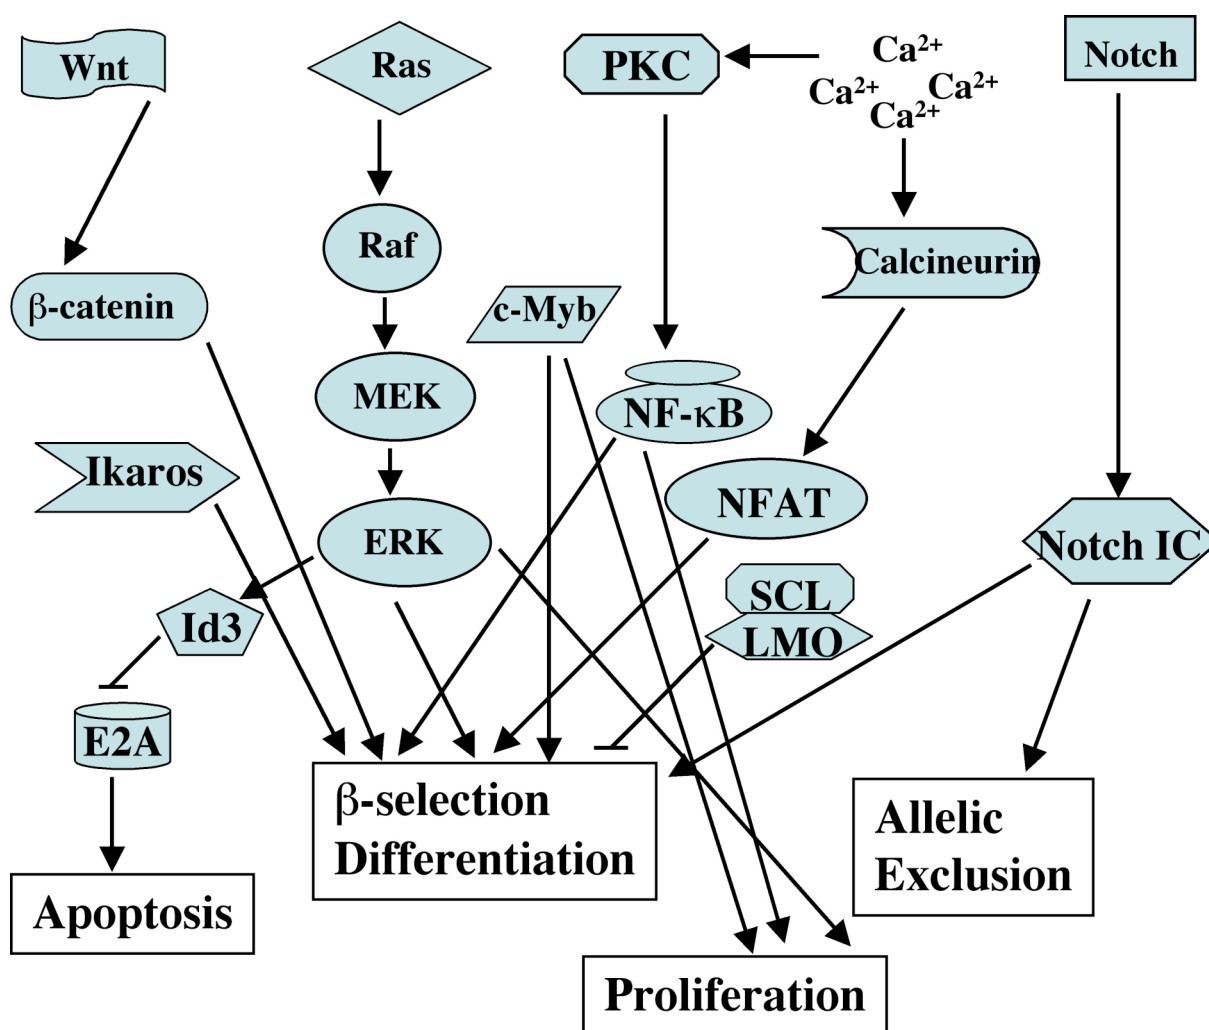 Wnt
Ras
PKC
Ca²⁺
Ca²⁺
Ca²⁺
Ca²⁺
Notch
Raf
Calcineurin
β-catenin
c-Myb
MEK
NF-κB
Ikaros
NFAT
ERK
Notch IC
SCL
LMO
Id3
E2A
β-selection
Differentiation
Allelic
Exclusion
Apoptosis
Proliferation